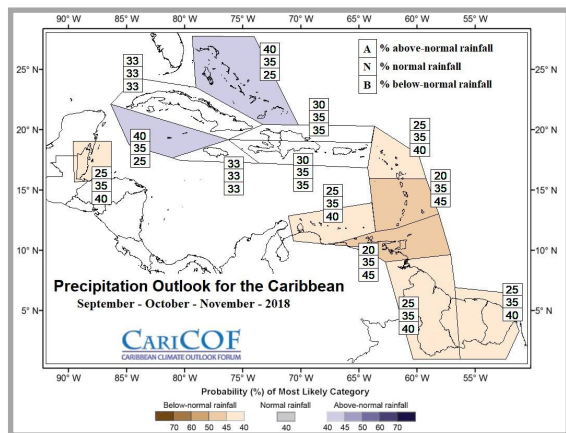 25° N
20° N
15° N
10° N
5° N
33
33
33
40
35
25
A % above-normal rainfall
N % normal rainfall
B % below-normal rainfall
30
35
35
25
35
40
40
35
25
33
33
33
30
35
35
25
35
40
20
35
45
25
35
40
20
35
45
25
35
40
25
35
40
Precipitation Outlook for the Caribbean
September - October - November - 2018
CARICOF
CARIBBEAN CLIMATE OUTLOOK FORUM
90° W 85° W 80° W 75° W 70° W 65° W 60° W 55° W
Probability (%) of Most Likely Category
Below-normal rainfall Normal rainfall Above-normal rainfall
70 60 50 45 40 40 40 45 50 60 70